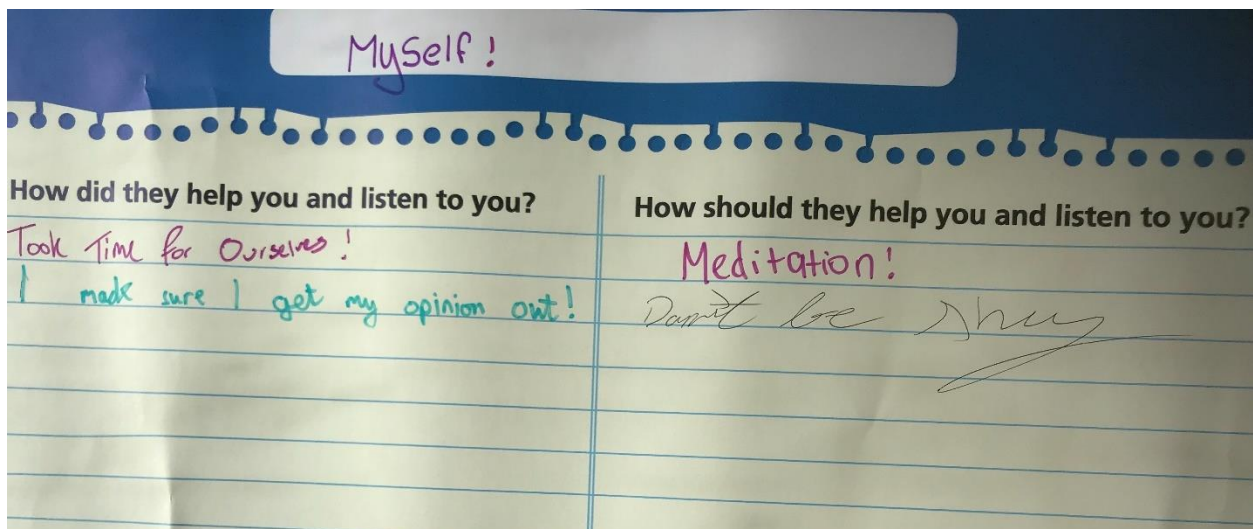 Myself!
How did they help you and listen to you?
Took Time for Ourselves!
I made sure I get my opinion out!
How should they help you and listen to you?
Meditation!
Don't be shy